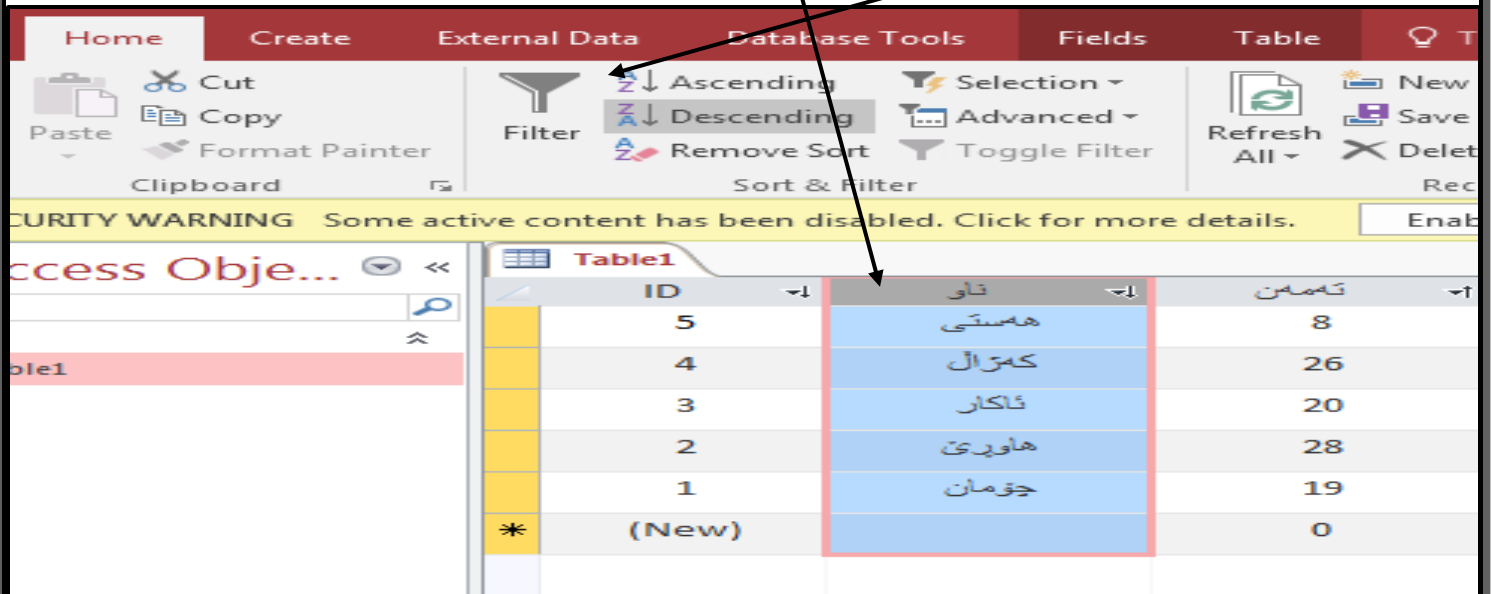 Home Create External Data Database Tools Fields Table T
Cut
Copy
Paste
Format Painter
Clipboard
Filter
Ascending
Descending
Remove Sort
Selection
Advanced
Toggle Filter
Sort & Filter
Refresh
All
New
Save
Delet
Rec
CURITY WARNING Some active content has been disabled. Click for more details. Enab
ccess Obje...
ble1
Table1
ID ناو تەمەن
5 هەستی 8
4 کەژاڵ 26
3 ئاکار 20
2 هاوڕێ 28
1 چۆمان 19
(New) 0